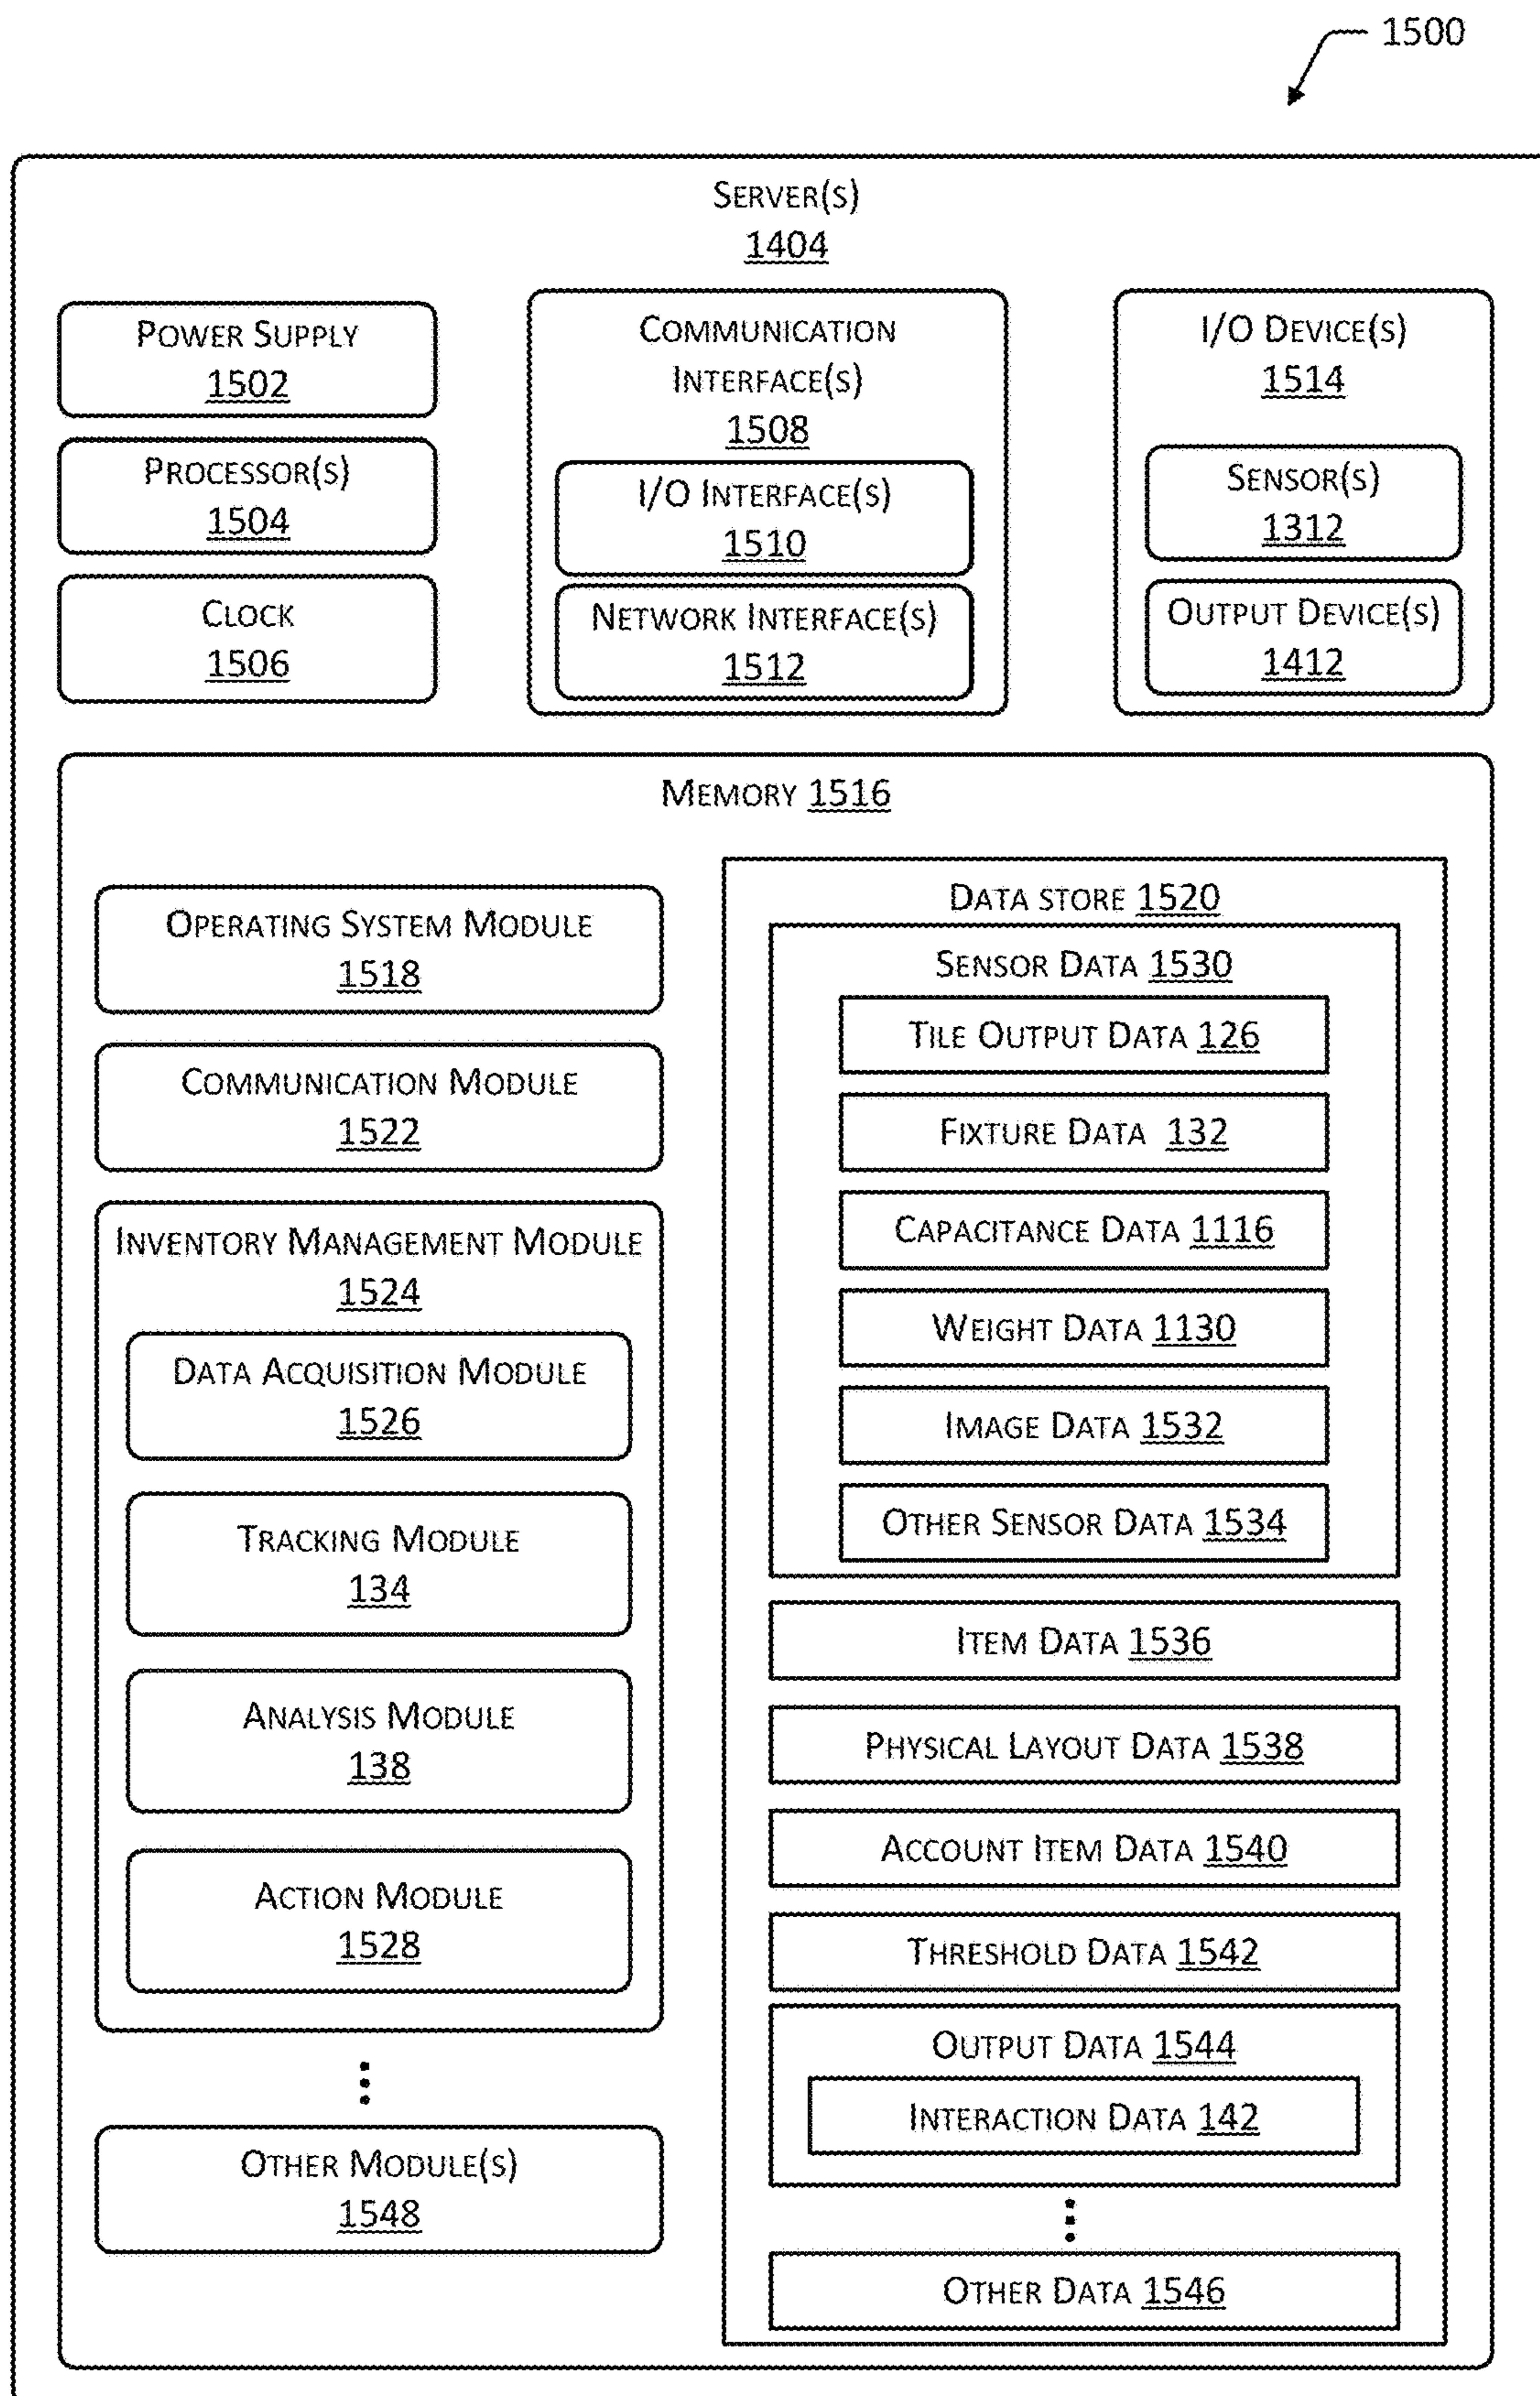 1500
SERVER(S)
1404
POWER SUPPLY
1502
PROCESSOR(S)
1504
CLOCK
1506
COMMUNICATION
INTERFACE(S)
1508
I/O INTERFACE(S)
1510
NETWORK INTERFACE(S)
1512
I/O DEVICE(S)
1514
SENSOR(S)
1312
OUTPUT DEVICE(S)
1412
MEMORY 1516
OPERATING SYSTEM MODULE
1518
COMMUNICATION MODULE
1522
INVENTORY MANAGEMENT MODULE
1524
DATA ACQUISITION MODULE
1526
TRACKING MODULE
134
ANALYSIS MODULE
138
ACTION MODULE
1528
OTHER MODULE(S)
1548
DATA STORE 1520
SENSOR DATA 1530
TILE OUTPUT DATA 126
FIXTURE DATA 132
CAPACITANCE DATA 1116
WEIGHT DATA 1130
IMAGE DATA 1532
OTHER SENSOR DATA 1534
ITEM DATA 1536
PHYSICAL LAYOUT DATA 1538
ACCOUNT ITEM DATA 1540
THRESHOLD DATA 1542
OUTPUT DATA 1544
INTERACTION DATA 142
OTHER DATA 1546